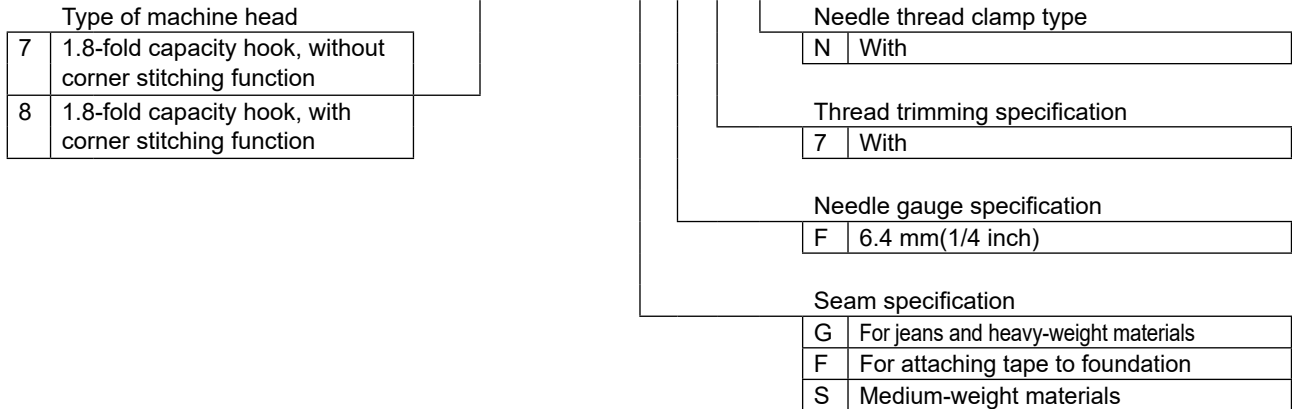 Type of machine head
7 1.8-fold capacity hook, without
corner stitching function
8 1.8-fold capacity hook, with
corner stitching function
Needle thread clamp type
N With
Thread trimming specification
7 With
Needle gauge specification
F 6.4 mm(1/4 inch)
Seam specification
G For jeans and heavy-weight materials
F For attaching tape to foundation
S Medium-weight materials